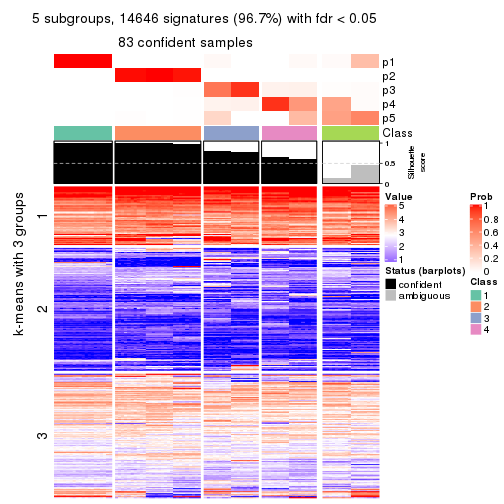 5 subgroups, 14646 signatures (96.7%) with fdr < 0.05
83 confident samples
p1
p2
p3
p4
p5
Class
1
0.5
0
Silhouette
score
k-means with 3 groups
1
2
3
Value
5
4
3
2
1
Status (barplots)
confident
ambiguous
Prob
1
0.8
0.6
0.4
0.2
0
Class
1
2
3
4